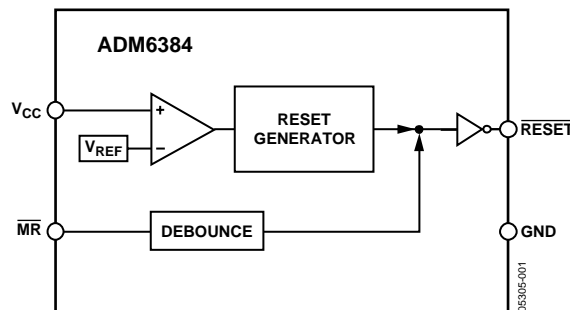 ADM6384
VCC
+
VREF
–
RESET
GENERATOR
RESET
MR
DEBOUNCE
GND
05305-001